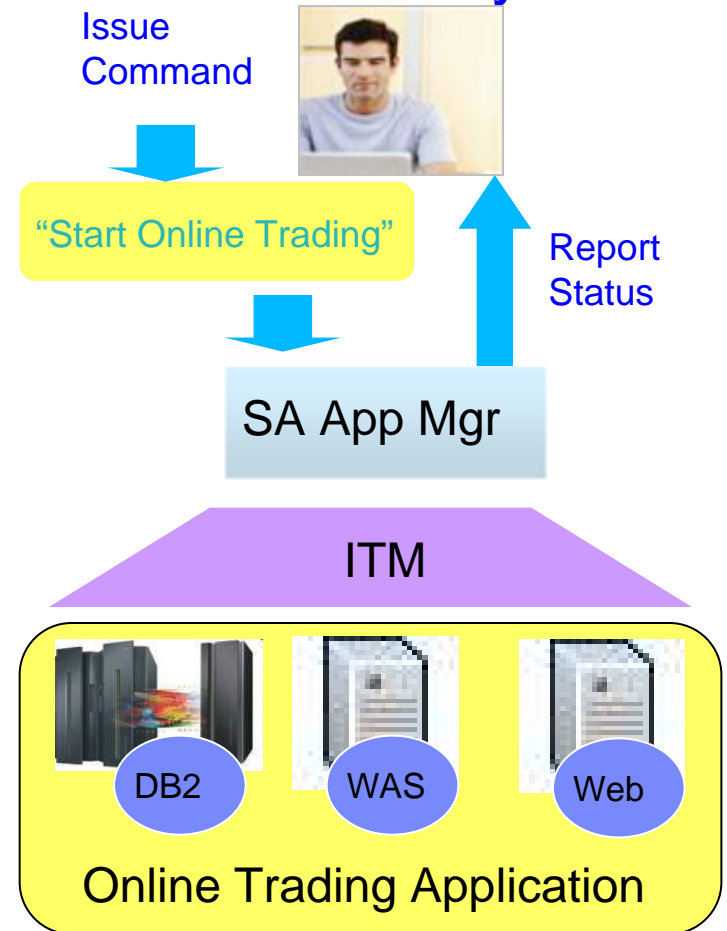 Issue
Command
“Start Online Trading”
Report
Status
SA App Mgr
ITM
DB2
WAS
Web
Online Trading Application